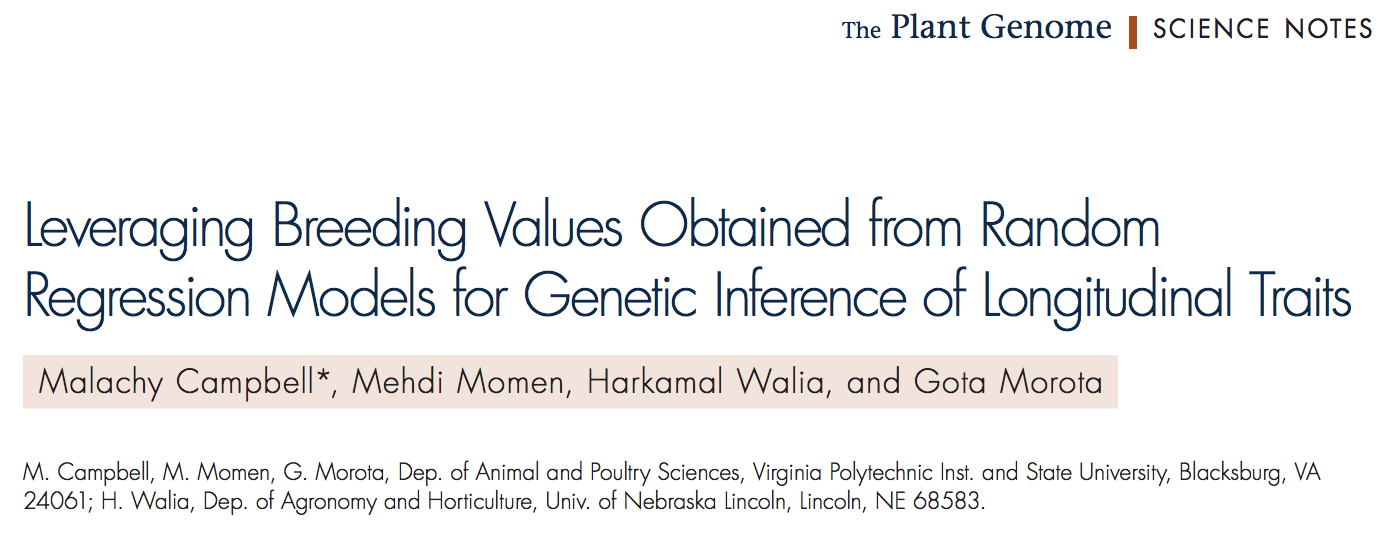 The Plant Genome SCIENCE NOTES
Leveraging Breeding Values Obtained from Random
Regression Models for Genetic Inference of Longitudinal Traits
Malachy Campbell*, Mehdi Momen, Harkamal Walia, and Gota Morota
M. Campbell, M. Momen, G. Morota, Dep. of Animal and Poultry Sciences, Virginia Polytechnic Inst. and State University, Blacksburg, VA
24061; H. Walia, Dep. of Agronomy and Horticulture, Univ. of Nebraska Lincoln, Lincoln, NE 68583.